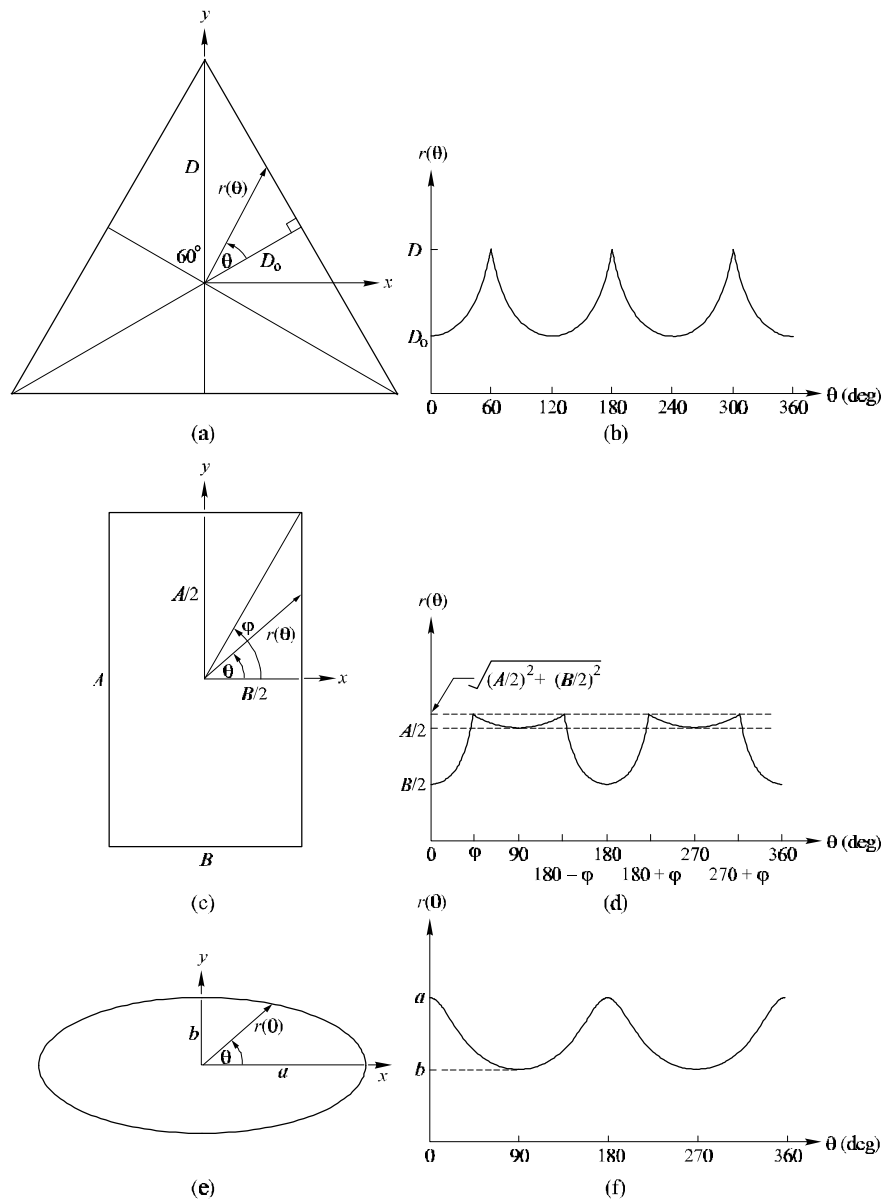 y
D
r(θ)
60°
θ
D₀
x
(a)
r(θ)
D
D₀
0 60 120 180 240 300 360
θ (deg)
(b)
y
A/2
φ
r(θ)
θ
B/2
x
A
B
(c)
r(θ)
√(A/2)² + (B/2)²
A/2
B/2
0 φ 90 180 270 360
θ (deg)
180 – φ 180 + φ 270 + φ
(d)
y
b
r(θ)
θ
a
x
(e)
r(θ)
a
b
0 90 180 270 360
θ (deg)
(f)